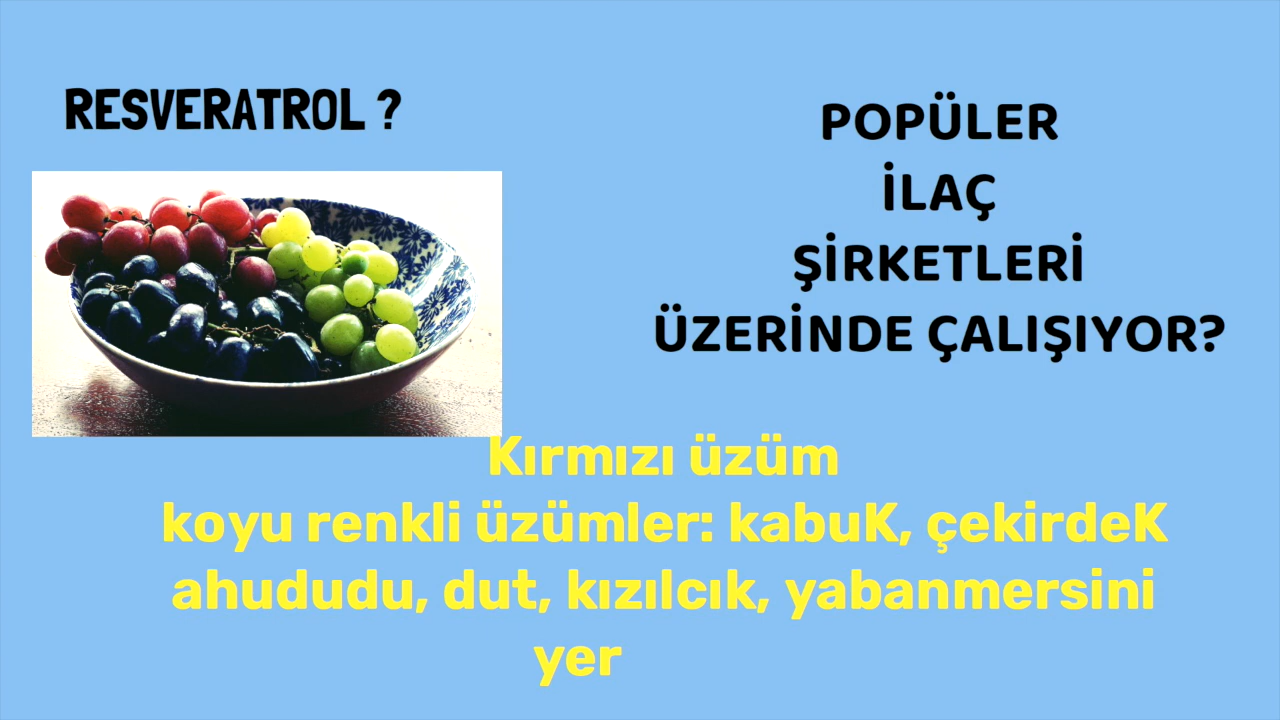 RESVERATROL ?
POPÜLER
İLAÇ
ŞİRKETLERİ
ÜZERİNDE ÇALIŞIYOR?
Kırmızı üzüm
koyu renkli üzümler: kabuK, çekirdeK
ahududu, dut, kızılcık, yabanmersini
yer